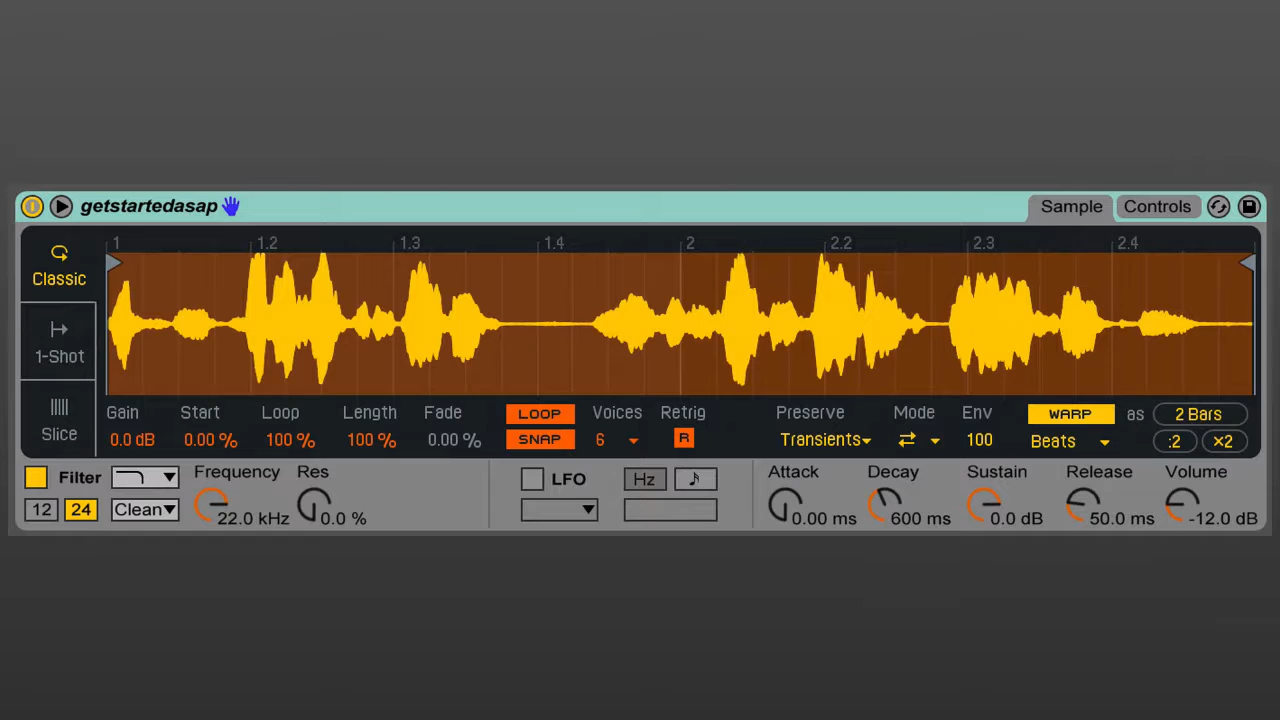 getstartedasap Sample Controls
1 1.2 1.3 1.4 2 2.2 2.3 2.4
Classic
1-Shot
Slice
Gain Start Loop Length Fade LOOP Voices Retrig Preserve Mode Env WARP as 2 Bars
0.0 dB 0.00 % 100 % 100 % 0.00 % SNAP 6 R Transients 100 Beats :2 ×2
Filter Frequency Res LFO Hz Attack Decay Sustain Release Volume
12 24 Clean 22.0 kHz 0.0 % 0.00 ms 600 ms 0.0 dB 50.0 ms -12.0 dB